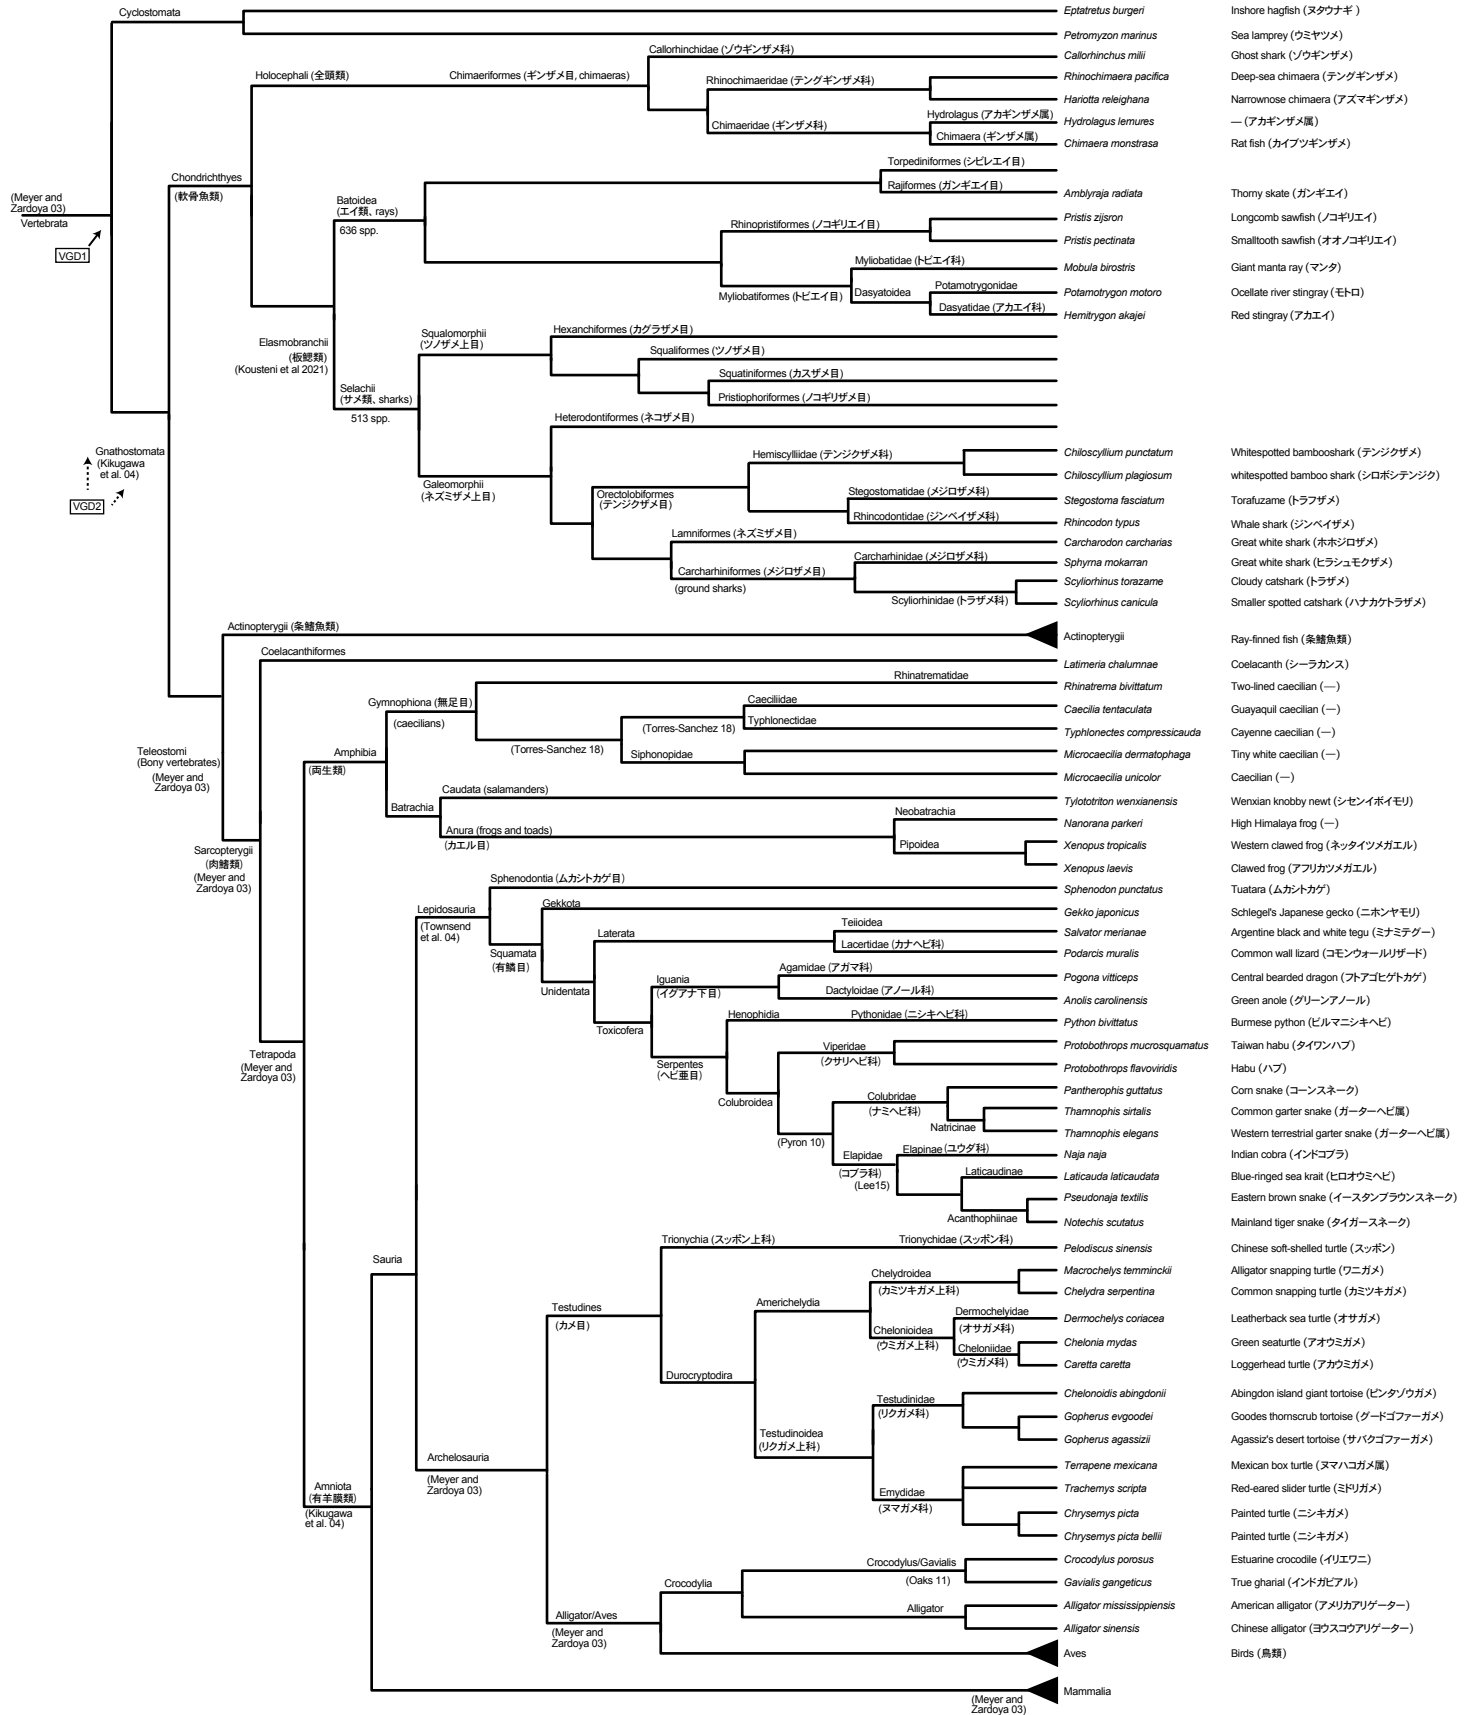 Cyclostomata
Eptatretus burgeri Inshore hagfish (ヌタウナギ )
Petromyzon marinus Sea lamprey (ウミヤツメ)
Callorhinchidae (ゾウギンザメ科)
Callorhinchus milii Ghost shark (ゾウギンザメ)
Holocephali (全頭類)
Chimaeriformes (ギンザメ目, chimaeras)
Rhinochimaeridae (テングギンザメ科)
Rhinochimaera pacifica Deep-sea chimaera (テングギンザメ)
Hariotta releighana Narrownose chimaera (アズマギンザメ)
Chimaeridae (ギンザメ科)
Hydrolagus (アカギンザメ属)
Hydrolagus lemures — (アカギンザメ属)
Chimaera (ギンザメ属)
Chimaera monstrasa Rat fish (カイブツギンザメ)
Chondrichthyes
(軟骨魚類)
(Meyer and
Zardoya 03)
Vertebrata
VGD1
Torpediniformes (シビレエイ目)
Rajiformes (ガンギエイ目)
Amblyraja radiata Thorny skate (ガンギエイ)
Batoidea
(エイ類、rays)
636 spp.
Rhinopristiformes (ノコギリエイ目)
Pristis zijsron Longcomb sawfish (ノコギリエイ)
Pristis pectinata Smalltooth sawfish (オオノコギリエイ)
Myliobatidae (トビエイ科)
Mobula birostris Giant manta ray (マンタ)
Myliobatiformes (トビエイ目)
Dasyatoidea
Potamotrygonidae
Potamotrygon motoro Ocellate river stingray (モトロ)
Dasyatidae (アカエイ科)
Hemitrygon akajei Red stingray (アカエイ)
Elasmobranchii
(板鰓類)
(Kousteni et al 2021)
Squalomorphii
(ツノザメ上目)
Hexanchiformes (カグラザメ目)
Squaliformes (ツノザメ目)
Squatiniformes (カスザメ目)
Pristiophoriformes (ノコギリザメ目)
Selachii
(サメ類、sharks)
513 spp.
Heterodontiformes (ネコザメ目)
Galeomorphii
(ネズミザメ上目)
Hemiscylliidae (テンジクザメ科)
Chiloscyllium punctatum Whitespotted bambooshark (テンジクザメ)
Chiloscyllium plagiosum whitespotted bamboo shark (シロボシテンジク)
Orectolobiformes
(テンジクザメ目)
Stegostomatidae (メジロザメ科)
Stegostoma fasciatum Torafuzame (トラフザメ)
Rhincodontidae (ジンベイザメ科)
Rhincodon typus Whale shark (ジンベイザメ)
Lamniformes (ネズミザメ目)
Carcharodon carcharias Great white shark (ホホジロザメ)
Carcharhiniformes (メジロザメ目)
(ground sharks)
Carcharhinidae (メジロザメ科)
Sphyrna mokarran Great white shark (ヒラシュモクザメ)
Scyliorhinus torazame Cloudy catshark (トラザメ)
Scyliorhinidae (トラザメ科)
Scyliorhinus canicula Smaller spotted catshark (ハナカケトラザメ)
Gnathostomata
(Kikugawa
et al. 04)
VGD2
Actinopterygii (条鰭魚類)
Actinopterygii Ray-finned fish (条鰭魚類)
Coelacanthiformes
Latimeria chalumnae Coelacanth (シーラカンス)
Rhinatrematidae
Rhinatrema bivittatum Two-lined caecilian (—)
Gymnophiona (無足目)
(caecilians)
Caeciliidae
Caecilia tentaculata Guayaquil caecilian (—)
(Torres-Sanchez 18)
Typhlonectidae
Typhlonectes compressicauda Cayenne caecilian (—)
(Torres-Sanchez 18)
Siphonopidae
Microcaecilia dermatophaga Tiny white caecilian (—)
Microcaecilia unicolor Caecilian (—)
Teleostomi
(Bony vertebrates)
(Meyer and
Zardoya 03)
Amphibia
(両生類)
Batrachia
Caudata (salamanders)
Tylototriton wenxianensis Wenxian knobby newt (シセンイボイモリ)
Anura (frogs and toads)
(カエル目)
Neobatrachia
Nanorana parkeri High Himalaya frog (—)
Pipoidea
Xenopus tropicalis Western clawed frog (ネッタイツメガエル)
Xenopus laevis Clawed frog (アフリカツメガエル)
Sarcopterygii
(肉鰭類)
(Meyer and
Zardoya 03)
Sphenodontia (ムカシトカゲ目)
Sphenodon punctatus Tuatara (ムカシトカゲ)
Lepidosauria
(Townsend
et al. 04)
Gekkota
Gekko japonicus Schlegel's Japanese gecko (ニホンヤモリ)
Squamata
(有鱗目)
Laterata
Teiioidea
Salvator merianae Argentine black and white tegu (ミナミテグー)
Lacertidae (カナヘビ科)
Podarcis muralis Common wall lizard (コモンウォールリザード)
Unidentata
Iguania
(イグアナ下目)
Agamidae (アガマ科)
Pogona vitticeps Central bearded dragon (フトアゴヒゲトカゲ)
Dactyloidae (アノール科)
Anolis carolinensis Green anole (グリーンアノール)
Toxicofera
Henophidia
Pythonidae (ニシキヘビ科)
Python bivittatus Burmese python (ビルマニシキヘビ)
Serpentes
(ヘビ亜目)
Viperidae
(クサリヘビ科)
Protobothrops mucrosquamatus Taiwan habu (タイワンハブ)
Protobothrops flavoviridis Habu (ハブ)
Colubroidea
Colubridae
(ナミヘビ科)
Pantherophis guttatus Corn snake (コーンスネーク)
Thamnophis sirtalis Common garter snake (ガーターヘビ属)
Natricinae
Thamnophis elegans Western terrestrial garter snake (ガーターヘビ属)
(Pyron 10)
Elapidae
(コブラ科)
(Lee15)
Elapinae (ユウダ科)
Naja naja Indian cobra (インドコブラ)
Laticaudinae
Laticauda laticaudata Blue-ringed sea krait (ヒロオウミヘビ)
Pseudonaja textilis Eastern brown snake (イースタンブラウンスネーク)
Acanthophiinae
Notechis scutatus Mainland tiger snake (タイガースネーク)
Tetrapoda
(Meyer and
Zardoya 03)
Sauria
Trionychia (スッポン上科)
Trionychidae (スッポン科)
Pelodiscus sinensis Chinese soft-shelled turtle (スッポン)
Testudines
(カメ目)
Americhelydia
Chelydroidea
(カミツキガメ上科)
Macrochelys temminckii Alligator snapping turtle (ワニガメ)
Chelydra serpentina Common snapping turtle (カミツキガメ)
Chelonioidea
(ウミガメ上科)
Dermochelyidae
(オサガメ科)
Dermochelys coriacea Leatherback sea turtle (オサガメ)
Cheloniidae
(ウミガメ科)
Chelonia mydas Green seaturtle (アオウミガメ)
Caretta caretta Loggerhead turtle (アカウミガメ)
Durocryptodira
Testudinidae
(リクガメ科)
Chelonoidis abingdonii Abingdon island giant tortoise (ピンタゾウガメ)
Gopherus evgoodei Goodes thornscrub tortoise (グードゴファーガメ)
Gopherus agassizii Agassiz's desert tortoise (サバクゴファーガメ)
Testudinoidea
(リクガメ上科)
Emydidae
(ヌマガメ科)
Terrapene mexicana Mexican box turtle (ヌマハコガメ属)
Trachemys scripta Red-eared slider turtle (ミドリガメ)
Chrysemys picta Painted turtle (ニシキガメ)
Chrysemys picta bellii Painted turtle (ニシキガメ)
Archelosauria
(Meyer and
Zardoya 03)
Amniota
(有羊膜類)
(Kikugawa
et al. 04)
Crocodylus/Gavialis
(Oaks 11)
Crocodylus porosus Estuarine crocodile (イリエワニ)
Gavialis gangeticus True gharial (インドガビアル)
Crocodylia
Alligator
Alligator mississippiensis American alligator (アメリカアリゲーター)
Alligator sinensis Chinese alligator (ヨウスコウアリゲーター)
Alligator/Aves
(Meyer and
Zardoya 03)
Aves Birds (鳥類)
Mammalia
(Meyer and
Zardoya 03)